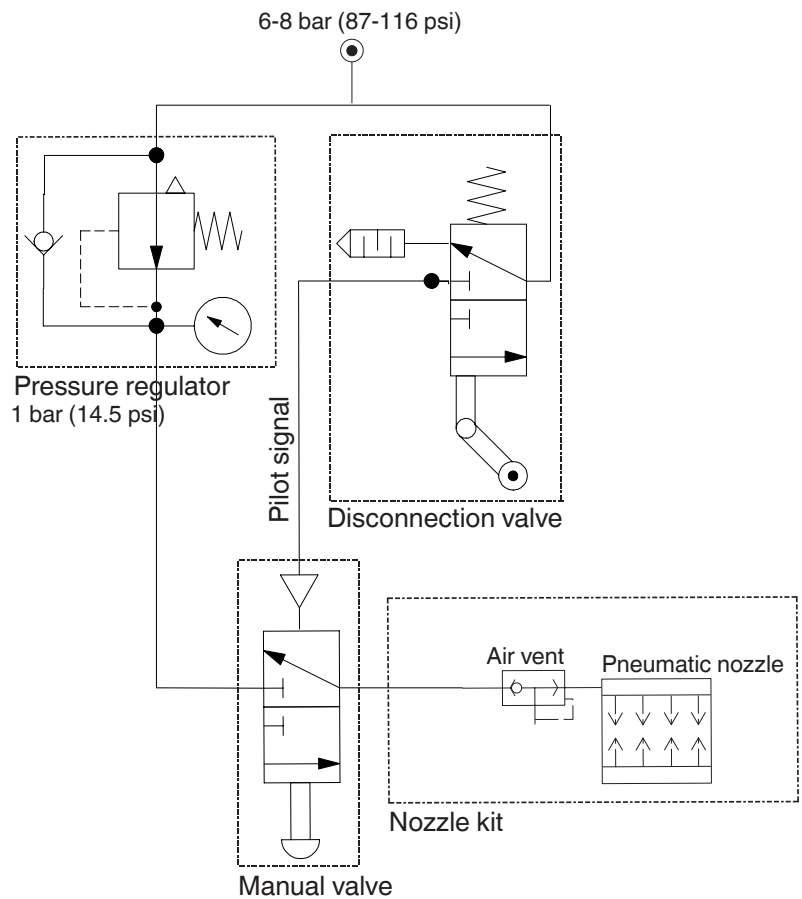 6-8 bar (87-116 psi)
Pressure regulator
1 bar (14.5 psi)
Pilot signal
Disconnection valve
Air vent
Pneumatic nozzle
Nozzle kit
Manual valve